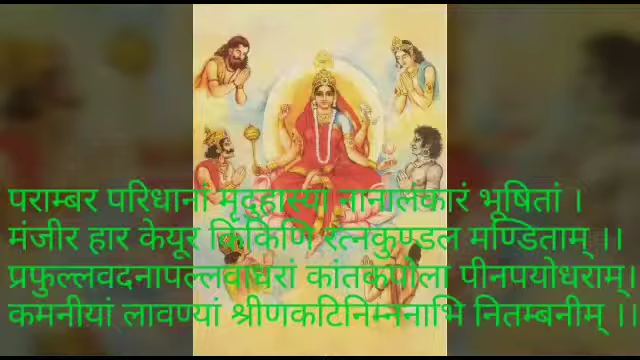 पराम्बर परिधानां मृदुहास्या नानालंकारं भूषितां ।
मंजीर हार केयूर किंकिणि रत्नकुण्डल मण्डिताम् ।।
प्रफुल्लवदनापल्लवाधरां कांतकपोला पीनपयोधराम्।
कमनीयां लावण्यां श्रीणकटिनिम्ननाभि नितम्बनीम् ।।